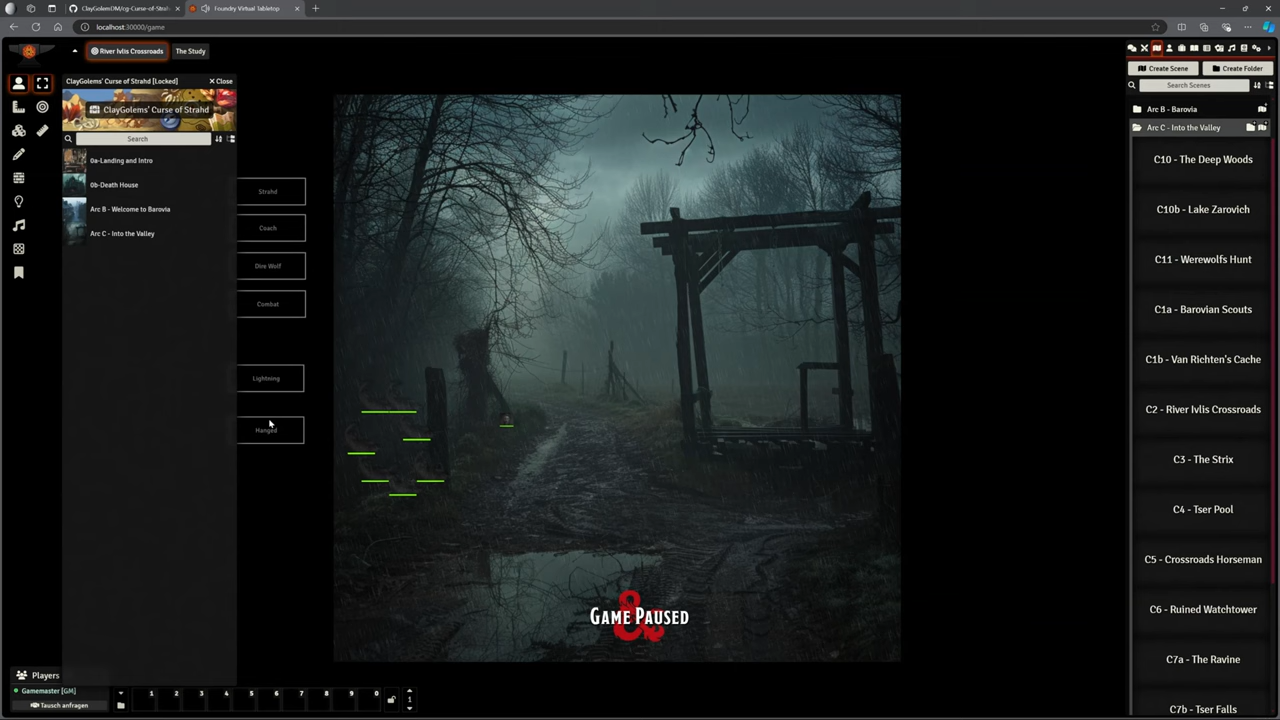 ClayGolemDM/cg-Curse-of-Strah
Foundry Virtual Tabletop
localhost:30000/game
River Ivlis Crossroads
The Study
ClayGolems' Curse of Strahd [Locked]
Close
ClayGolems' Curse of Strahd
Search
0a-Landing and Intro
0b-Death House
Arc B - Welcome to Barovia
Arc C - Into the Valley
Strahd
Coach
Dire Wolf
Combat
Lightning
Hanged
GAME PAUSED
&
Create Scene
Create Folder
Search Scenes
Arc B - Barovia
Arc C - Into the Valley
C10 - The Deep Woods
C10b - Lake Zarovich
C11 - Werewolfs Hunt
C1a - Barovian Scouts
C1b - Van Richten's Cache
C2 - River Ivlis Crossroads
C3 - The Strix
C4 - Tser Pool
C5 - Crossroads Horseman
C6 - Ruined Watchtower
C7a - The Ravine
C7b - Tser Falls
Players
Gamemaster [GM]
Tausch anfragen
1 2 3 4 5 6 7 8 9 0
1